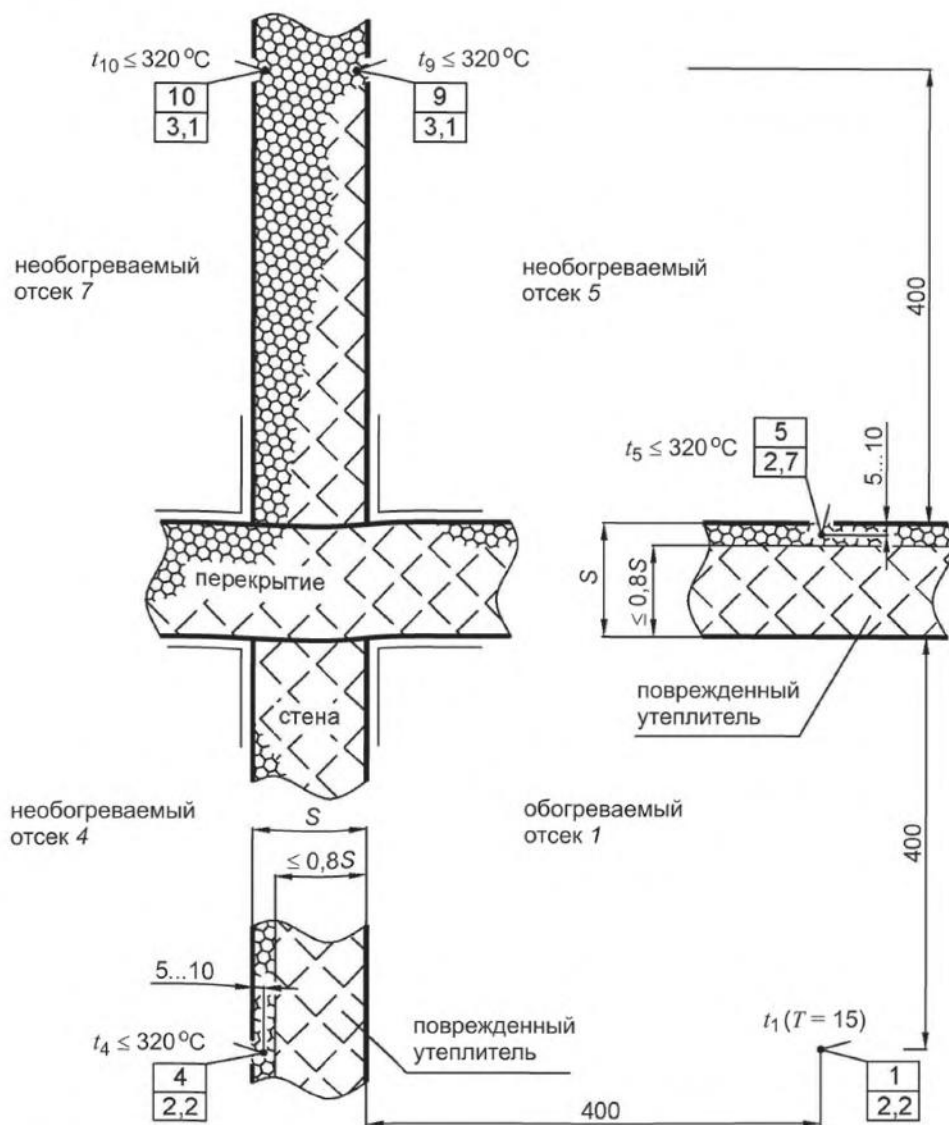 t10 ≤ 320 °C
t9 ≤ 320 °C
10
3,1
9
3,1
необогреваемый
отсек 7
необогреваемый
отсек 5
400
t5 ≤ 320 °C
5
2,7
5...10
S
≤ 0,8S
перекрытие
стена
поврежденный
утеплитель
необогреваемый
отсек 4
обогреваемый
отсек 1
S
≤ 0,8S
400
5...10
t4 ≤ 320 °C
4
2,2
поврежденный
утеплитель
t1 (T = 15)
1
2,2
400